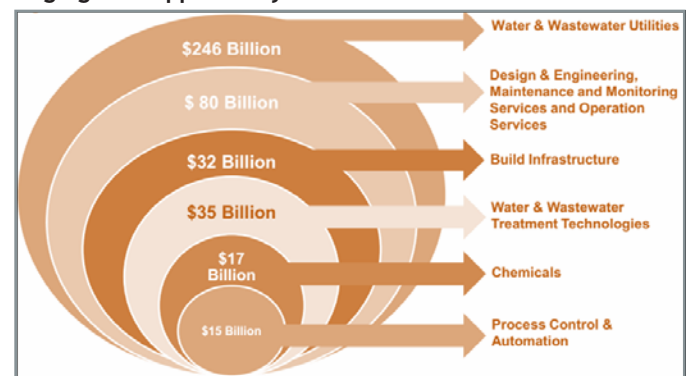 $246 Billion
Water & Wastewater Utilities
$ 80 Billion
Design & Engineering,
Maintenance and Monitoring
Services and Operation
Services
$32 Billion
Build Infrastructure
$35 Billion
Water & Wastewater
Treatment Technologies
$17
Billion
Chemicals
$15 Billion
Process Control &
Automation